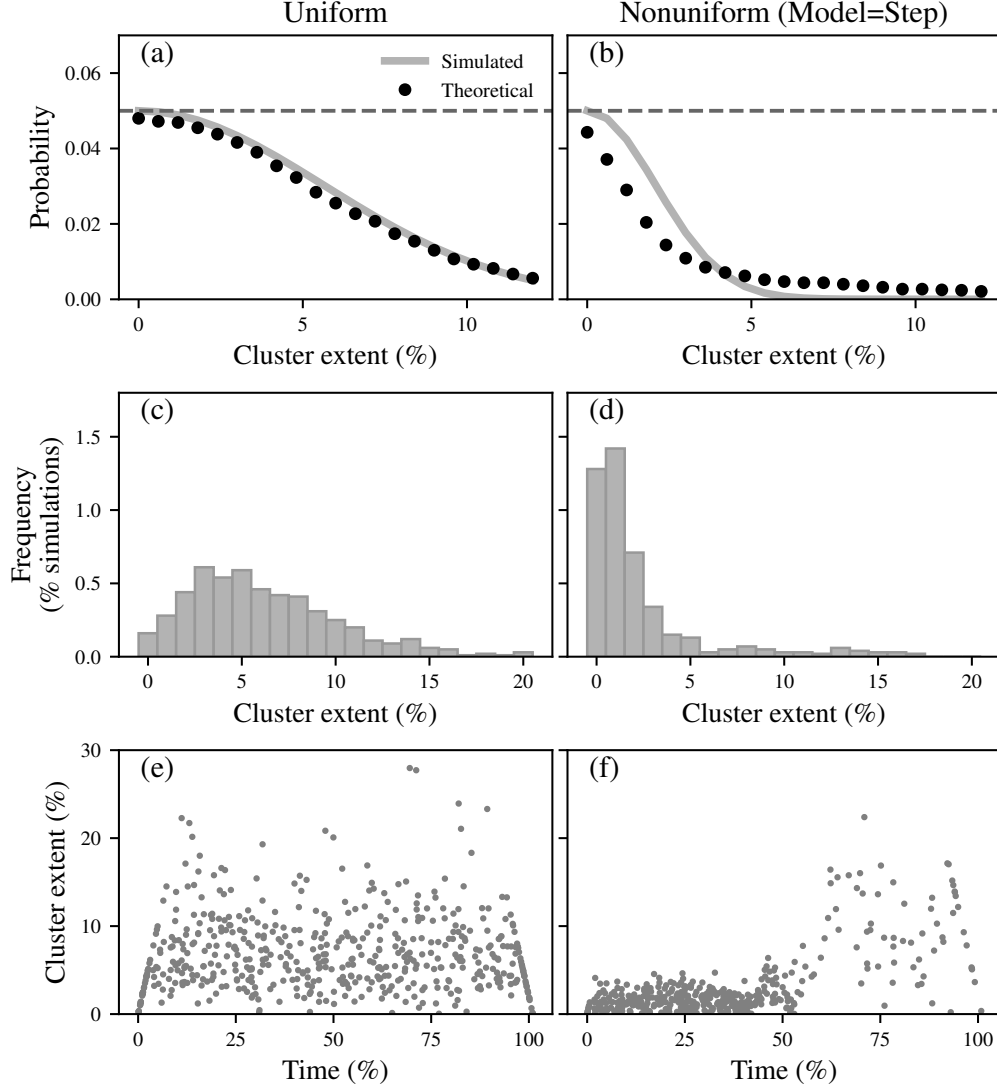 Uniform
Nonuniform (Model=Step)
(a)
Simulated
Theoretical
(b)
0.06
0.04
0.02
0.00
Probability
0
5
10
0
5
10
Cluster extent (%)
Cluster extent (%)
(c)
(d)
1.5
1.0
0.5
0.0
Frequency
(% simulations)
0
5
10
15
20
0
5
10
15
20
Cluster extent (%)
Cluster extent (%)
(e)
(f)
30
20
10
0
Cluster extent (%)
0
25
50
75
100
0
25
50
75
100
Time (%)
Time (%)